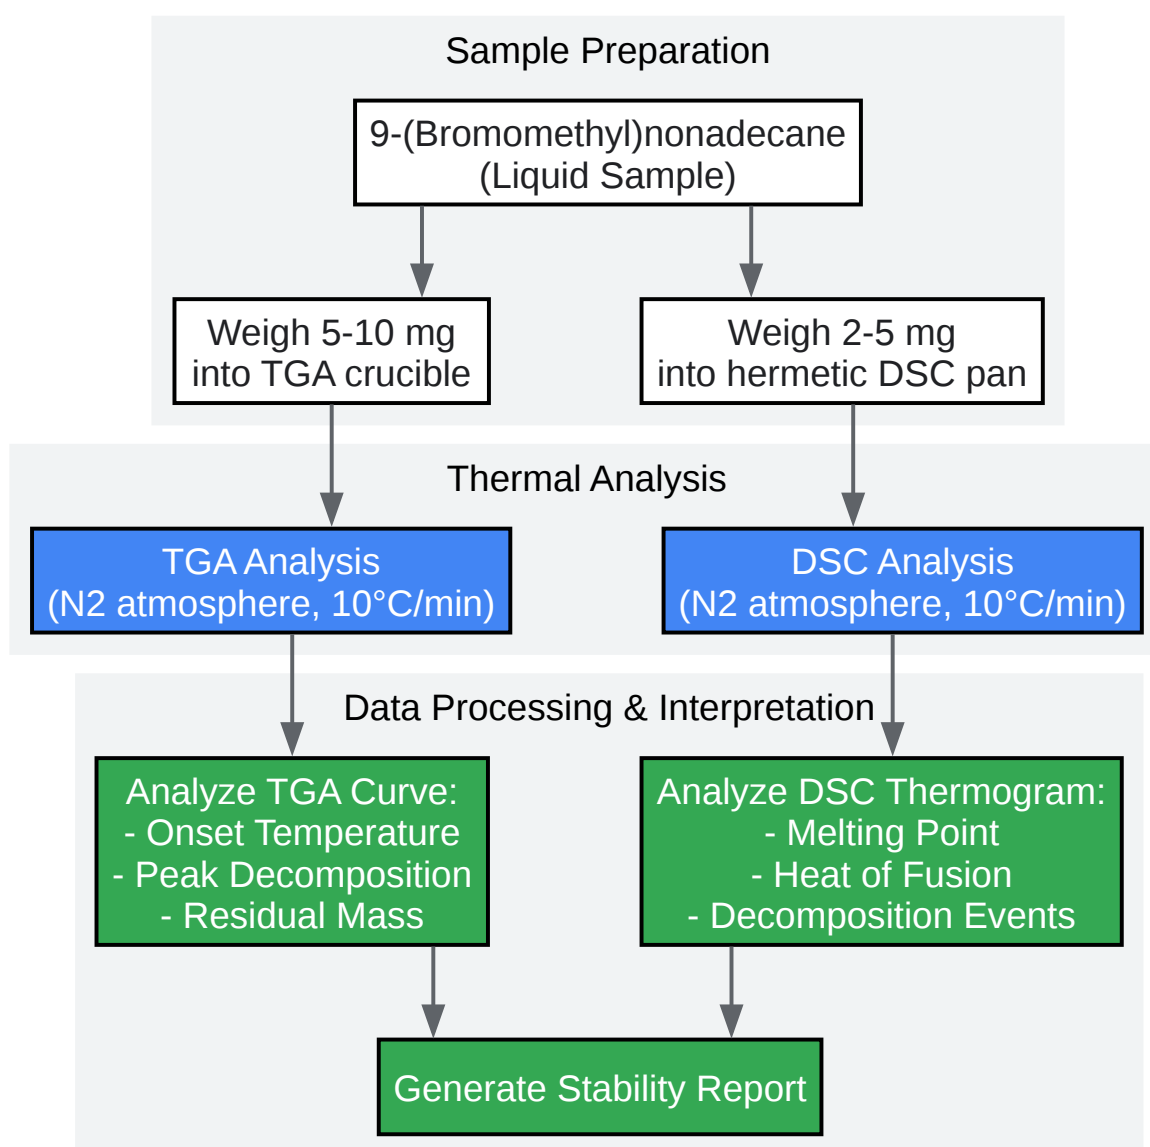 Sample Preparation
9-(Bromomethyl)nonadecane
(Liquid Sample)
Weigh 5-10 mg
into TGA crucible
Weigh 2-5 mg
into hermetic DSC pan
Thermal Analysis
TGA Analysis
(N2 atmosphere, 10°C/min)
DSC Analysis
(N2 atmosphere, 10°C/min)
Data Processing & Interpretation
Analyze TGA Curve:
- Onset Temperature
- Peak Decomposition
- Residual Mass
Analyze DSC Thermogram:
- Melting Point
- Heat of Fusion
- Decomposition Events
Generate Stability Report